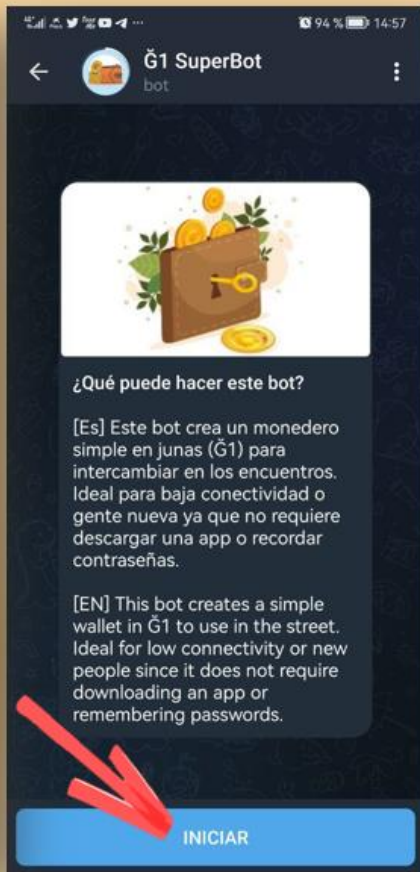 94 % 14:57
Ğ1 SuperBot
bot
¿Qué puede hacer este bot?
[Es] Este bot crea un monedero
simple en junas (Ğ1) para
intercambiar en los encuentros.
Ideal para baja conectividad o
gente nueva ya que no requiere
descargar una app o recordar
contraseñas.
[EN] This bot creates a simple
wallet in Ğ1 to use in the street.
Ideal for low connectivity or new
people since it does not require
downloading an app or
remembering passwords.
INICIAR